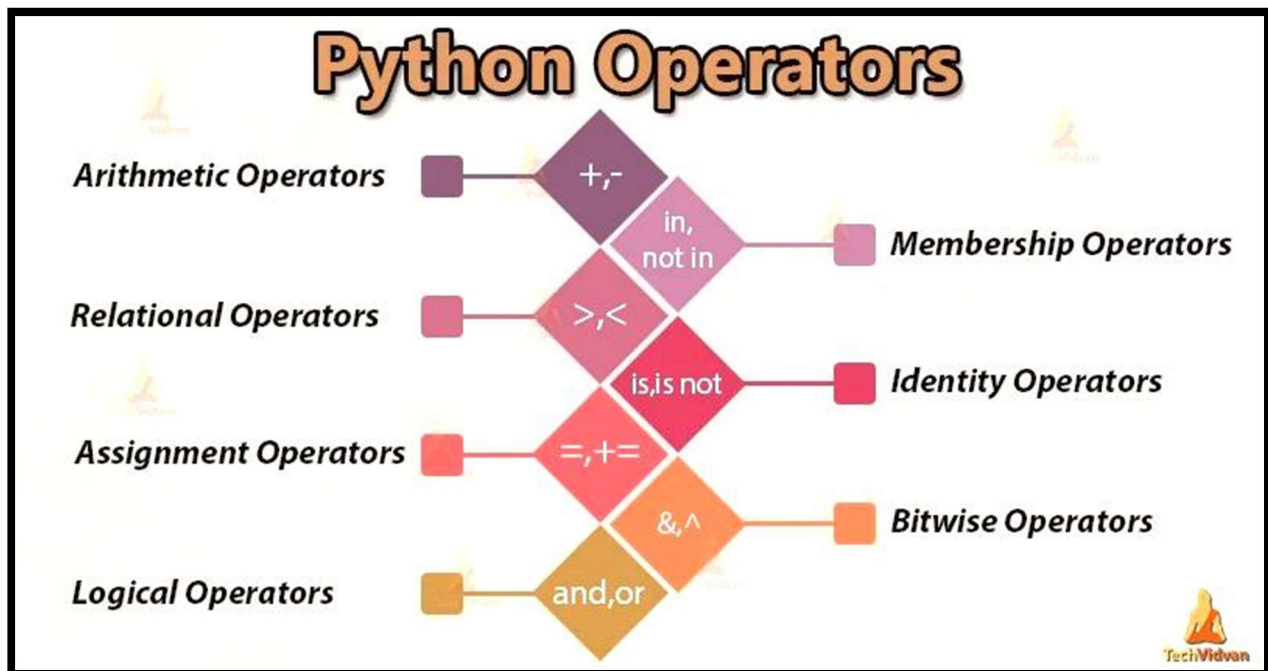 Python Operators
Arithmetic Operators
+,-
in,
not in
Membership Operators
Relational Operators
>,<
is,is not
Identity Operators
Assignment Operators
=,+=
&,^
Bitwise Operators
Logical Operators
and,or
TechVidvan